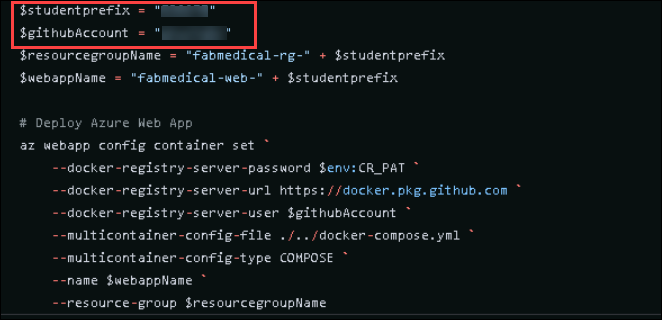 $studentprefix = " "
$githubAccount = " "
$resourcegroupName = "fabmedical-rg-" + $studentprefix
$webappName = "fabmedical-web-" + $studentprefix
# Deploy Azure Web App
az webapp config container set `
--docker-registry-server-password $env:CR_PAT `
--docker-registry-server-url https://docker.pkg.github.com `
--docker-registry-server-user $githubAccount `
--multicontainer-config-file ./../docker-compose.yml `
--multicontainer-config-type COMPOSE `
--name $webappName `
--resource-group $resourcegroupName